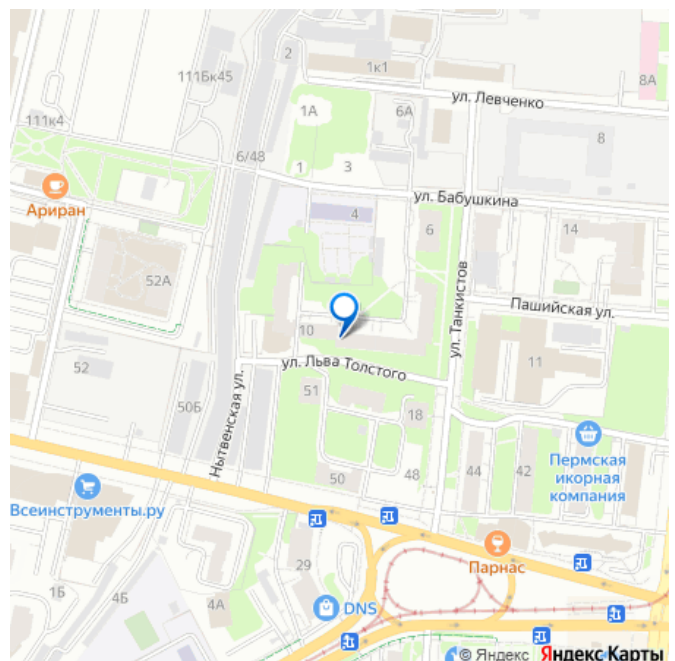 2
1к1
111Бк45
8А
ул. Левченко
1А
6А
111к4
8
6/48
1
3
Ариран
ул. Бабушкина
4
6
14
52А
Пашийская ул.
ул. Танкистов
10
ул. Льва Толстого
11
52
51
50Б
Нытвенская ул.
18
Пермская
икорная
компания
50
48
44
42
Всеинструменты.ру
Парнас
29
1Б
4Б
4А
DNS
© Яндекс
Яндекс Карты